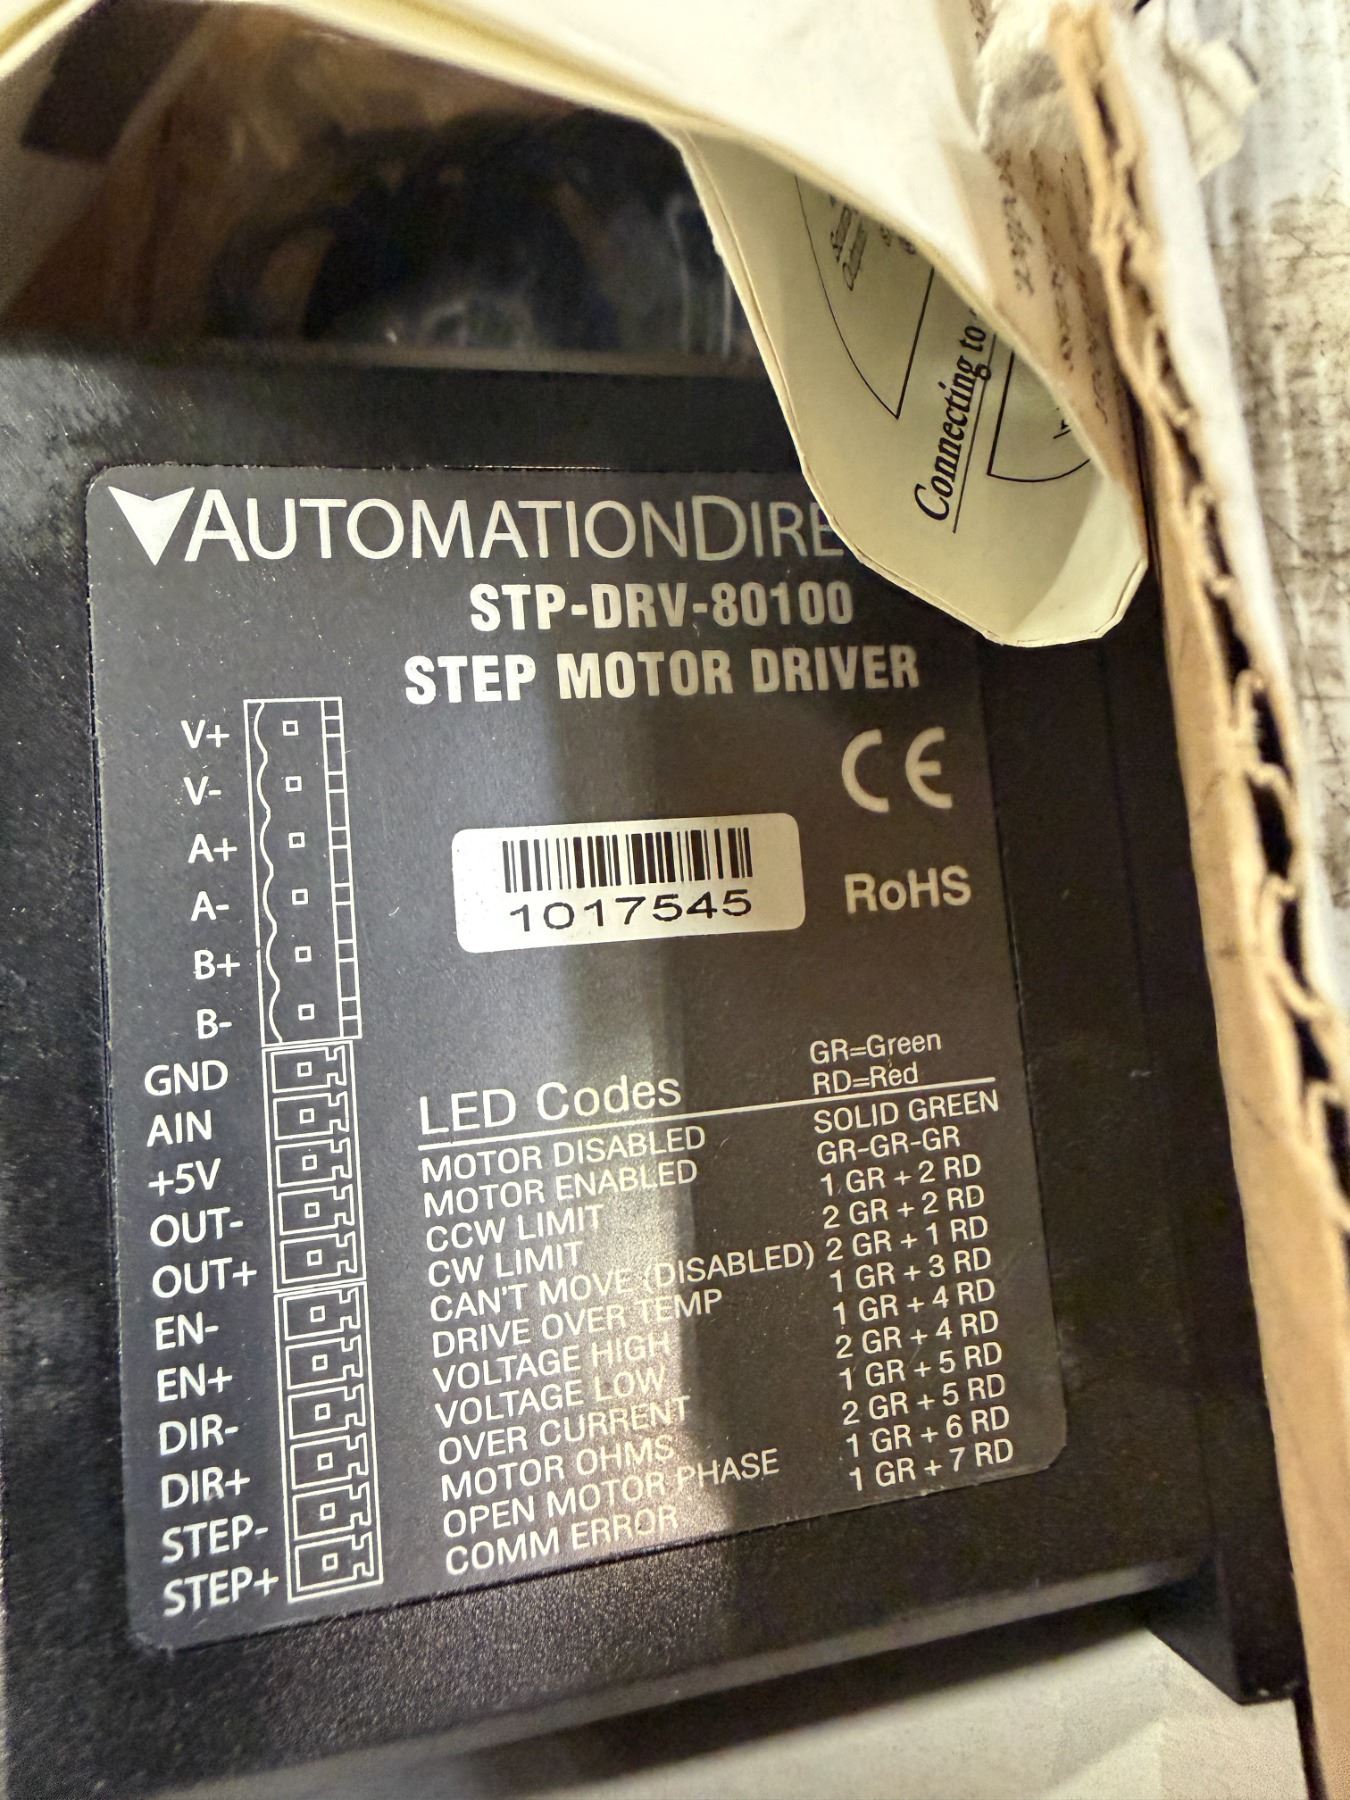 AUTOMATIONDIRE
STP-DRV-80100
STEP MOTOR DRIVER
V+
V-
A+
A-
B+
B-
GND
AIN
+5V
OUT-
OUT+
EN-
EN+
DIR-
DIR+
STEP-
STEP+
CE
1017545
RoHS
GR=Green
RD=Red
LED Codes
MOTOR DISABLED SOLID GREEN
MOTOR ENABLED GR-GR-GR
CCW LIMIT 1 GR + 2 RD
CW LIMIT 2 GR + 2 RD
CAN'T MOVE (DISABLED) 2 GR + 1 RD
DRIVE OVER TEMP 1 GR + 3 RD
VOLTAGE HIGH 1 GR + 4 RD
VOLTAGE LOW 2 GR + 4 RD
OVER CURRENT 1 GR + 5 RD
MOTOR OHMS 2 GR + 5 RD
OPEN MOTOR PHASE 1 GR + 6 RD
COMM ERROR 1 GR + 7 RD
Connecting to